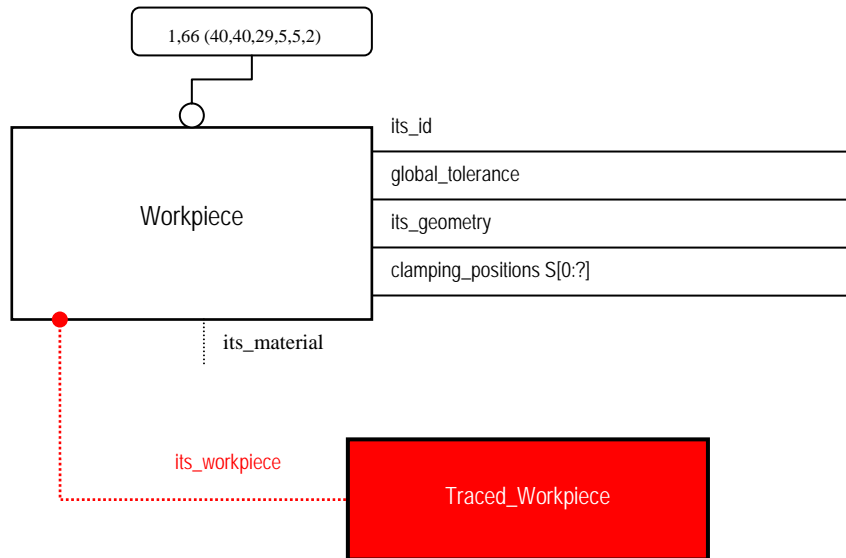 1,66 (40,40,29,5,5,2)
its_id
global_tolerance
Workpiece
its_geometry
clamping_positions S[0:?]
its_material
its_workpiece
Traced_Workpiece